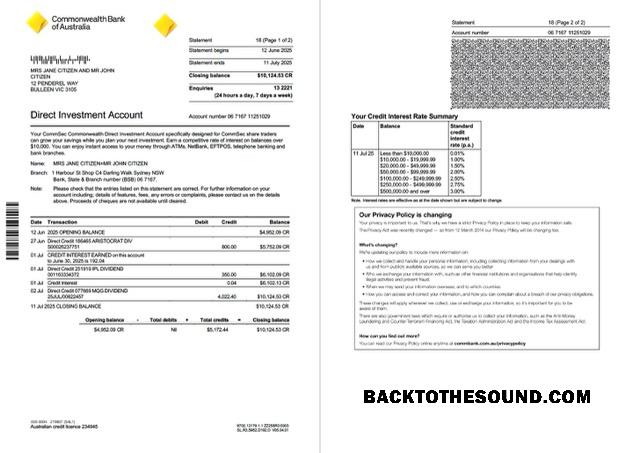 CommonwealthBank
of Australia
Statement 18 (Page 1 of 2)
Statement begins 12 June 2025
Statement ends 11 July 2025
Closing balance $10,124.53 CR
Enquiries 13 2221
(24 hours a day, 7 days a week)
MRS JANE CITIZEN AND MR JOHN
CITIZEN
12 PENDEREL WAY
BULLEEN VIC 3105
Direct Investment Account
Account number 06 7167 11251029
Your CommSec Commonwealth Direct Investment Account specifically designed for CommSec share traders
can grow your savings while you plan your next investment. Earn a competitive rate of interest on balances over
$10,000. You can enjoy instant access to your money through ATMs, NetBank, EFTPOS, telephone banking and
bank branches.
Name: MRS JANE CITIZEN+MR JOHN CITIZEN
Branch: 1 Harbour St Shop C4 Darling Walk Sydney NSW
Bank, State & Branch number (BSB) 06 7167.
Note: Please check that the entries listed on this statement are correct. For further information on your
account including; details of features, fees, any errors or complaints, please contact us on the details
above. Proceeds of cheques are not available until cleared.
Date Transaction Debit Credit Balance
12 Jun 2025 OPENING BALANCE $4,952.09 CR
27 Jun Direct Credit 186465 ARISTOCRAT DIV
S00026237751 800.00 $5,752.09 CR
01 Jul CREDIT INTEREST EARNED on this account
to June 30, 2025 is 192.04
01 Jul Direct Credit 251919 IPL DIVIDEND
001160334372 350.00 $6,102.09 CR
01 Jul Credit Interest 0.04 $6,102.13 CR
02 Jul Direct Credit 077669 MQG DIVIDEND
25JUL/00822457 4,022.40 $10,124.53 CR
11 Jul 2025 CLOSING BALANCE $10,124.53 CR
Opening balance - Total debits + Total credits = Closing balance
$4,952.09 CR Nil $5,172.44 $10,124.53 CR
Australian credit licence 234945
Statement 18 (Page 2 of 2)
Account number 06 7167 11251029
Your Credit Interest Rate Summary
Date Balance Standard
credit
interest
rate (p.a.)
11 Jul 25 Less than $10,000.00 0.01%
$10,000.00 - $19,999.99 1.00%
$20,000.00 - $49,999.99 1.50%
$50,000.00 - $99,999.99 2.00%
$100,000.00 - $249,999.99 2.50%
$250,000.00 - $499,999.99 2.75%
$500,000.00 and over 3.00%
Note. Interest rates are effective as at the date shown but are subject to change.
Our Privacy Policy is changing
Your privacy is important to us. That's why we have a strict Privacy Policy in place to keep your information safe.
The Privacy Act was recently changed — so from 12 March 2014 our Privacy Policy will be changing too.
What's changing?
We're updating our policy to include more information on:
• How we collect and handle your personal information, including collecting information from your dealings with
us and from publicly available sources, so we can serve you better
• Who we exchange your information with, such as other financial institutions and organisations that help identify
illegal activities and prevent fraud
• When we may send your information overseas, and to which countries
• How you can access and correct your information, and how you can complain about a breach of our privacy obligations.
These changes will apply whenever we collect, use or exchange your information, so it's important for you to be
aware of them.
There are also government laws which require or authorise us to collect your information, such as the Anti-Money
Laundering and Counter Terrorism Financing Act, the Taxation Administration Act and the Income Tax Assessment Act.
How can you find out more?
You can read our Privacy Policy online anytime at commbank.com.au/privacypolicy
BACKTOTHESOUND.COM